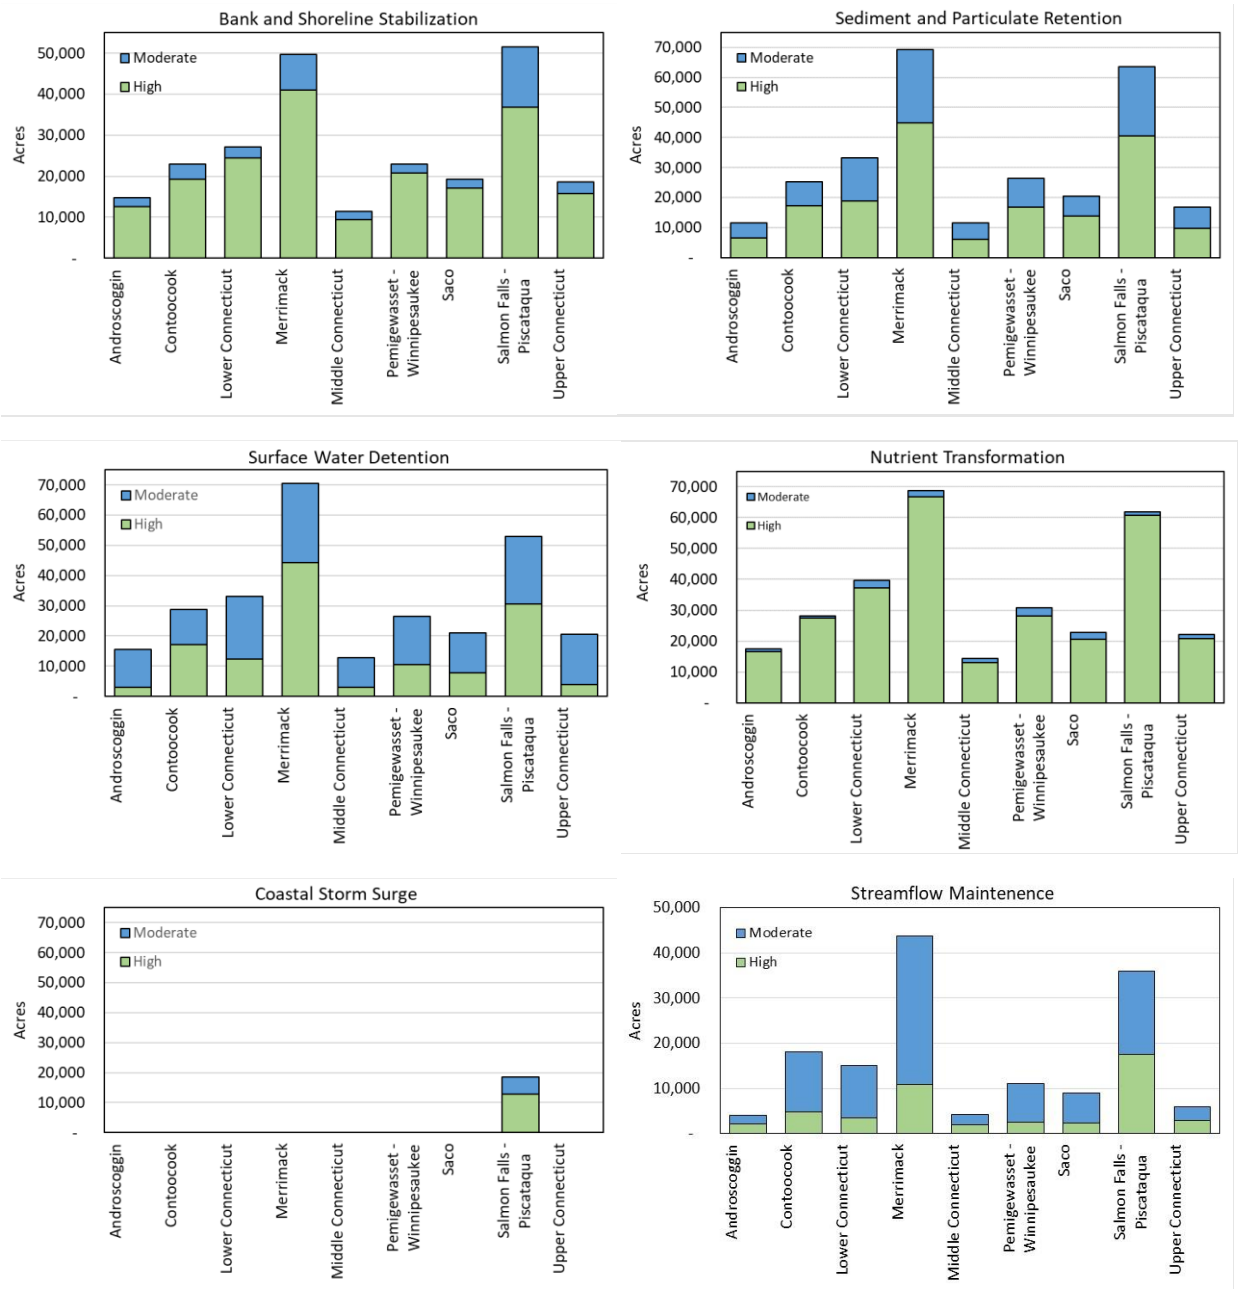 Bank and Shoreline Stabilization
Moderate
High
50,000
40,000
30,000
20,000
10,000
-
Acres
Androscoggin
Contoocook
Lower Connecticut
Merrimack
Middle Connecticut
Pemigewasset -
Winnipesaukee
Saco
Salmon Falls -
Piscataqua
Upper Connecticut
Sediment and Particulate Retention
Moderate
High
70,000
60,000
50,000
40,000
30,000
20,000
10,000
-
Acres
Androscoggin
Contoocook
Lower Connecticut
Merrimack
Middle Connecticut
Pemigewasset -
Winnipesaukee
Saco
Salmon Falls -
Piscataqua
Upper Connecticut
Surface Water Detention
Moderate
High
70,000
60,000
50,000
40,000
30,000
20,000
10,000
-
Acres
Androscoggin
Contoocook
Lower Connecticut
Merrimack
Middle Connecticut
Pemigewasset -
Winnipesaukee
Saco
Salmon Falls -
Piscataqua
Upper Connecticut
Nutrient Transformation
Moderate
High
70,000
60,000
50,000
40,000
30,000
20,000
10,000
-
Acres
Androscoggin
Contoocook
Lower Connecticut
Merrimack
Middle Connecticut
Pemigewasset -
Winnipesaukee
Saco
Salmon Falls -
Piscataqua
Upper Connecticut
Coastal Storm Surge
Moderate
High
70,000
60,000
50,000
40,000
30,000
20,000
10,000
-
Acres
Androscoggin
Contoocook
Lower Connecticut
Merrimack
Middle Connecticut
Pemigewasset -
Winnipesaukee
Saco
Salmon Falls -
Piscataqua
Upper Connecticut
Streamflow Maintenence
Moderate
High
50,000
40,000
30,000
20,000
10,000
-
Acres
Androscoggin
Contoocook
Lower Connecticut
Merrimack
Middle Connecticut
Pemigewasset -
Winnipesaukee
Saco
Salmon Falls -
Piscataqua
Upper Connecticut